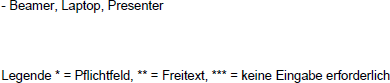 - Beamer, Laptop, Presenter
Legende * = Pflichtfeld, ** = Freitext, *** = keine Eingabe erforderlich